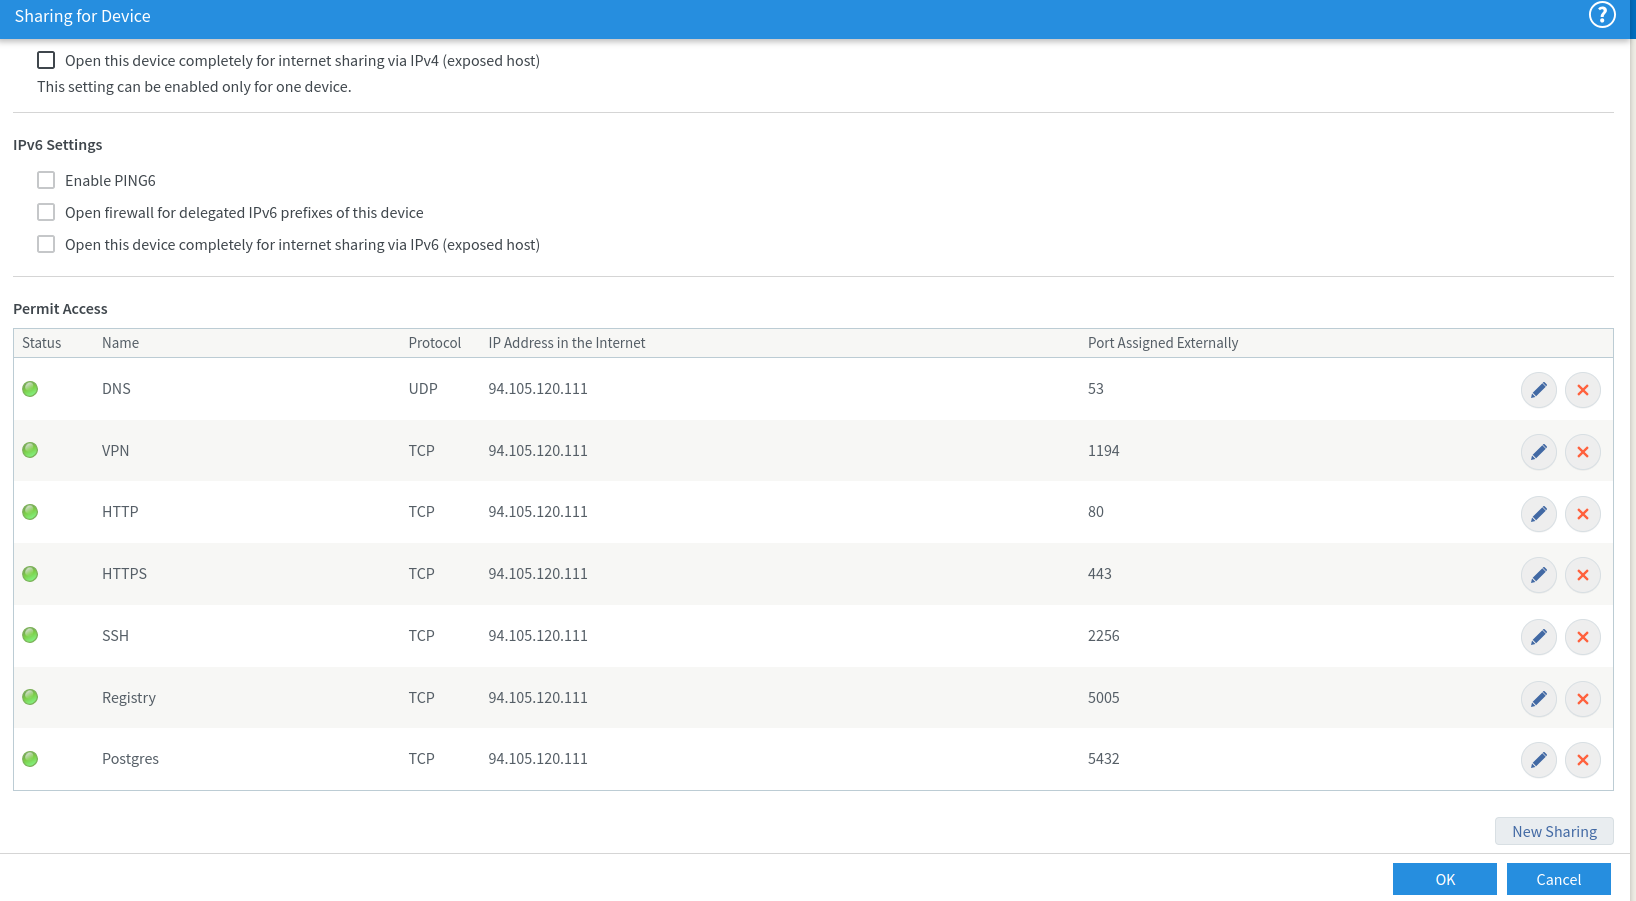 Sharing for Device ?
Open this device completely for internet sharing via IPv4 (exposed host)
This setting can be enabled only for one device.
IPv6 Settings
Enable PING6
Open firewall for delegated IPv6 prefixes of this device
Open this device completely for internet sharing via IPv6 (exposed host)
Permit Access
Status Name Protocol IP Address in the Internet Port Assigned Externally
DNS UDP 94.105.120.111 53
VPN TCP 94.105.120.111 1194
HTTP TCP 94.105.120.111 80
HTTPS TCP 94.105.120.111 443
SSH TCP 94.105.120.111 2256
Registry TCP 94.105.120.111 5005
Postgres TCP 94.105.120.111 5432
New Sharing
OK Cancel